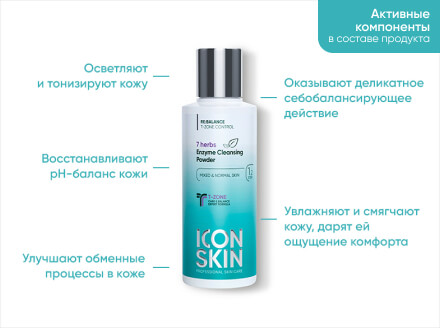 Активные
компоненты
в составе продукта
Осветляют
и тонизируют кожу
Восстанавливают
pH-баланс кожи
Улучшают обменные
процессы в коже
Оказывают деликатное
себобалансирующее
действие
Увлажняют и смягчают
кожу, дарят ей
ощущение комфорта
RE:BALANCE
T-ZONE CONTROL
7 herbs
Enzyme Cleansing
Powder
MIXED & NORMAL SKIN
T-ZONE
ICON
SKIN
PROFESSIONAL SKIN CARE